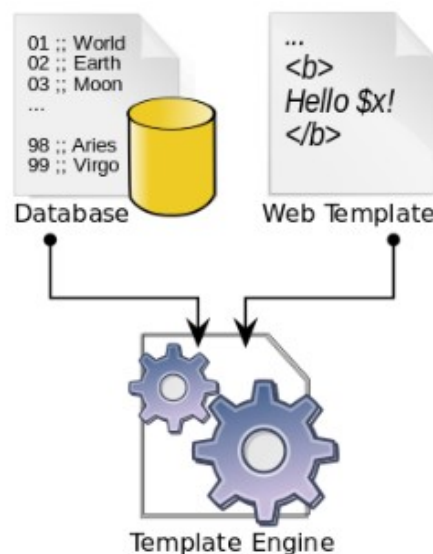 01 ;; World
02 ;; Earth
03 ;; Moon
...
98 ;; Aries
99 ;; Virgo
Database
...
<b>
Hello $x!
</b>
Web Template
Template Engine